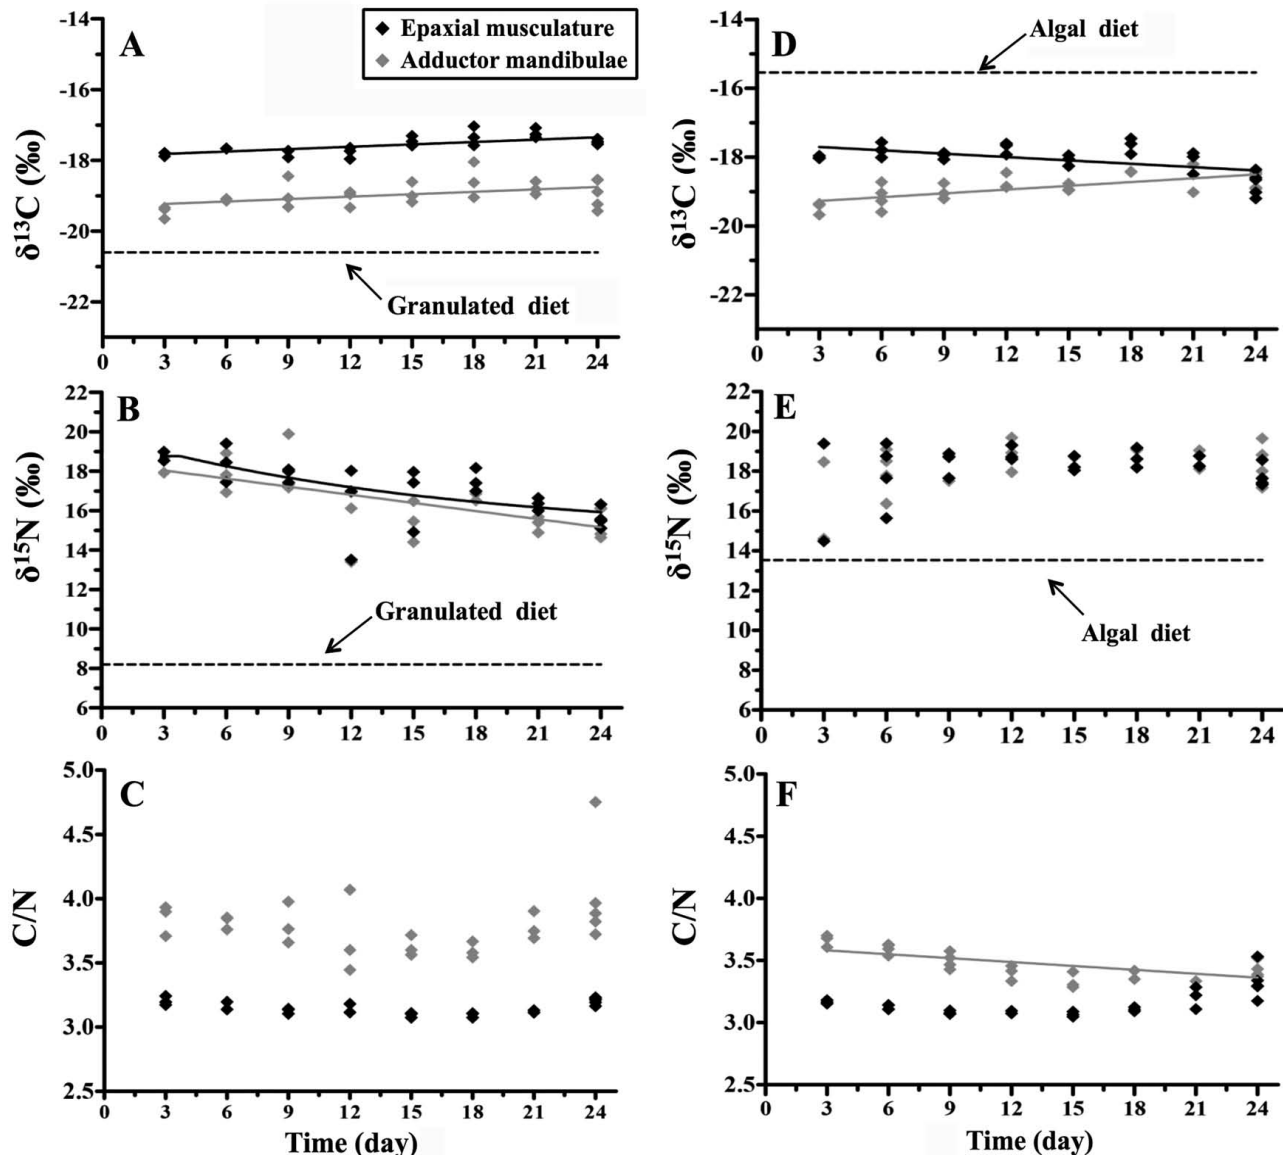 A
Epaxial musculature
Adductor mandibulae
-14
-16
-18
-20
-22
δ¹³C (‰)
Granulated diet
0 3 6 9 12 15 18 21 24
D
Algal diet
-14
-16
-18
-20
-22
δ¹³C (‰)
0 3 6 9 12 15 18 21 24
B
22
20
18
16
14
12
10
8
6
δ¹⁵N (‰)
Granulated diet
0 3 6 9 12 15 18 21 24
E
22
20
18
16
14
12
10
8
6
δ¹⁵N (‰)
Algal diet
0 3 6 9 12 15 18 21 24
C
5.0
4.5
4.0
3.5
3.0
2.5
C/N
0 3 6 9 12 15 18 21 24
Time (day)
F
5.0
4.5
4.0
3.5
3.0
2.5
C/N
0 3 6 9 12 15 18 21 24
Time (day)